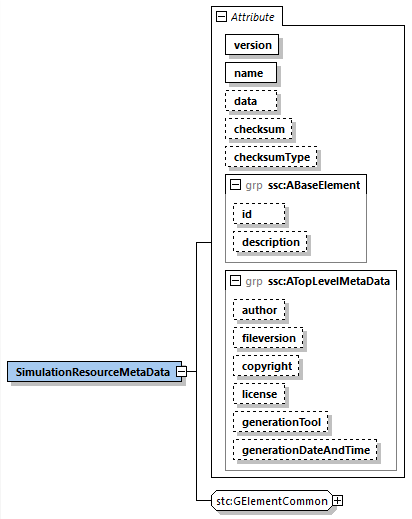 Attribute
version
name
data
checksum
checksumType
grp ssc:ABaseElement
id
description
grp ssc:ATopLevelMetaData
author
fileversion
copyright
license
generationTool
generationDateAndTime
SimulationResourceMetaData
stc:GElementCommon